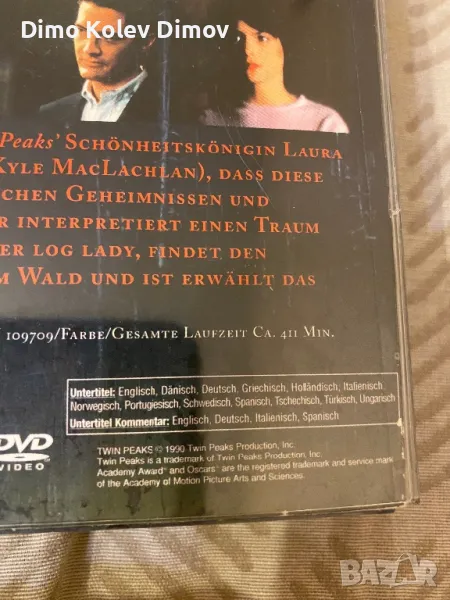 Dimo Kolev Dimov
Peaks' Schönheitskönigin Laura
Kyle MacLachlan), dass diese
chen Geheimnissen und
r interpretiert einen Traum
er Log Lady, findet den
m Wald und ist erwählt das
109709/Farbe/Gesamte Laufzeit Ca. 411 Min.
Untertitel: Englisch, Dänisch, Deutsch, Griechisch, Holländisch, Italienisch,
Norwegisch, Portugiesisch, Schwedisch, Spanisch, Tschechisch, Türkisch, Ungarisch
Untertitel Kommentar: Englisch, Deutsch, Italienisch, Spanisch
DVD
VIDEO
TWIN PEAKS © 1990 Twin Peaks Production, Inc.
Twin Peaks is a trademark of Twin Peaks Production, Inc.
Academy Award® and Oscars® are the registered trademark and service mark
of the Academy of Motion Picture Arts and Sciences.
BAZAR